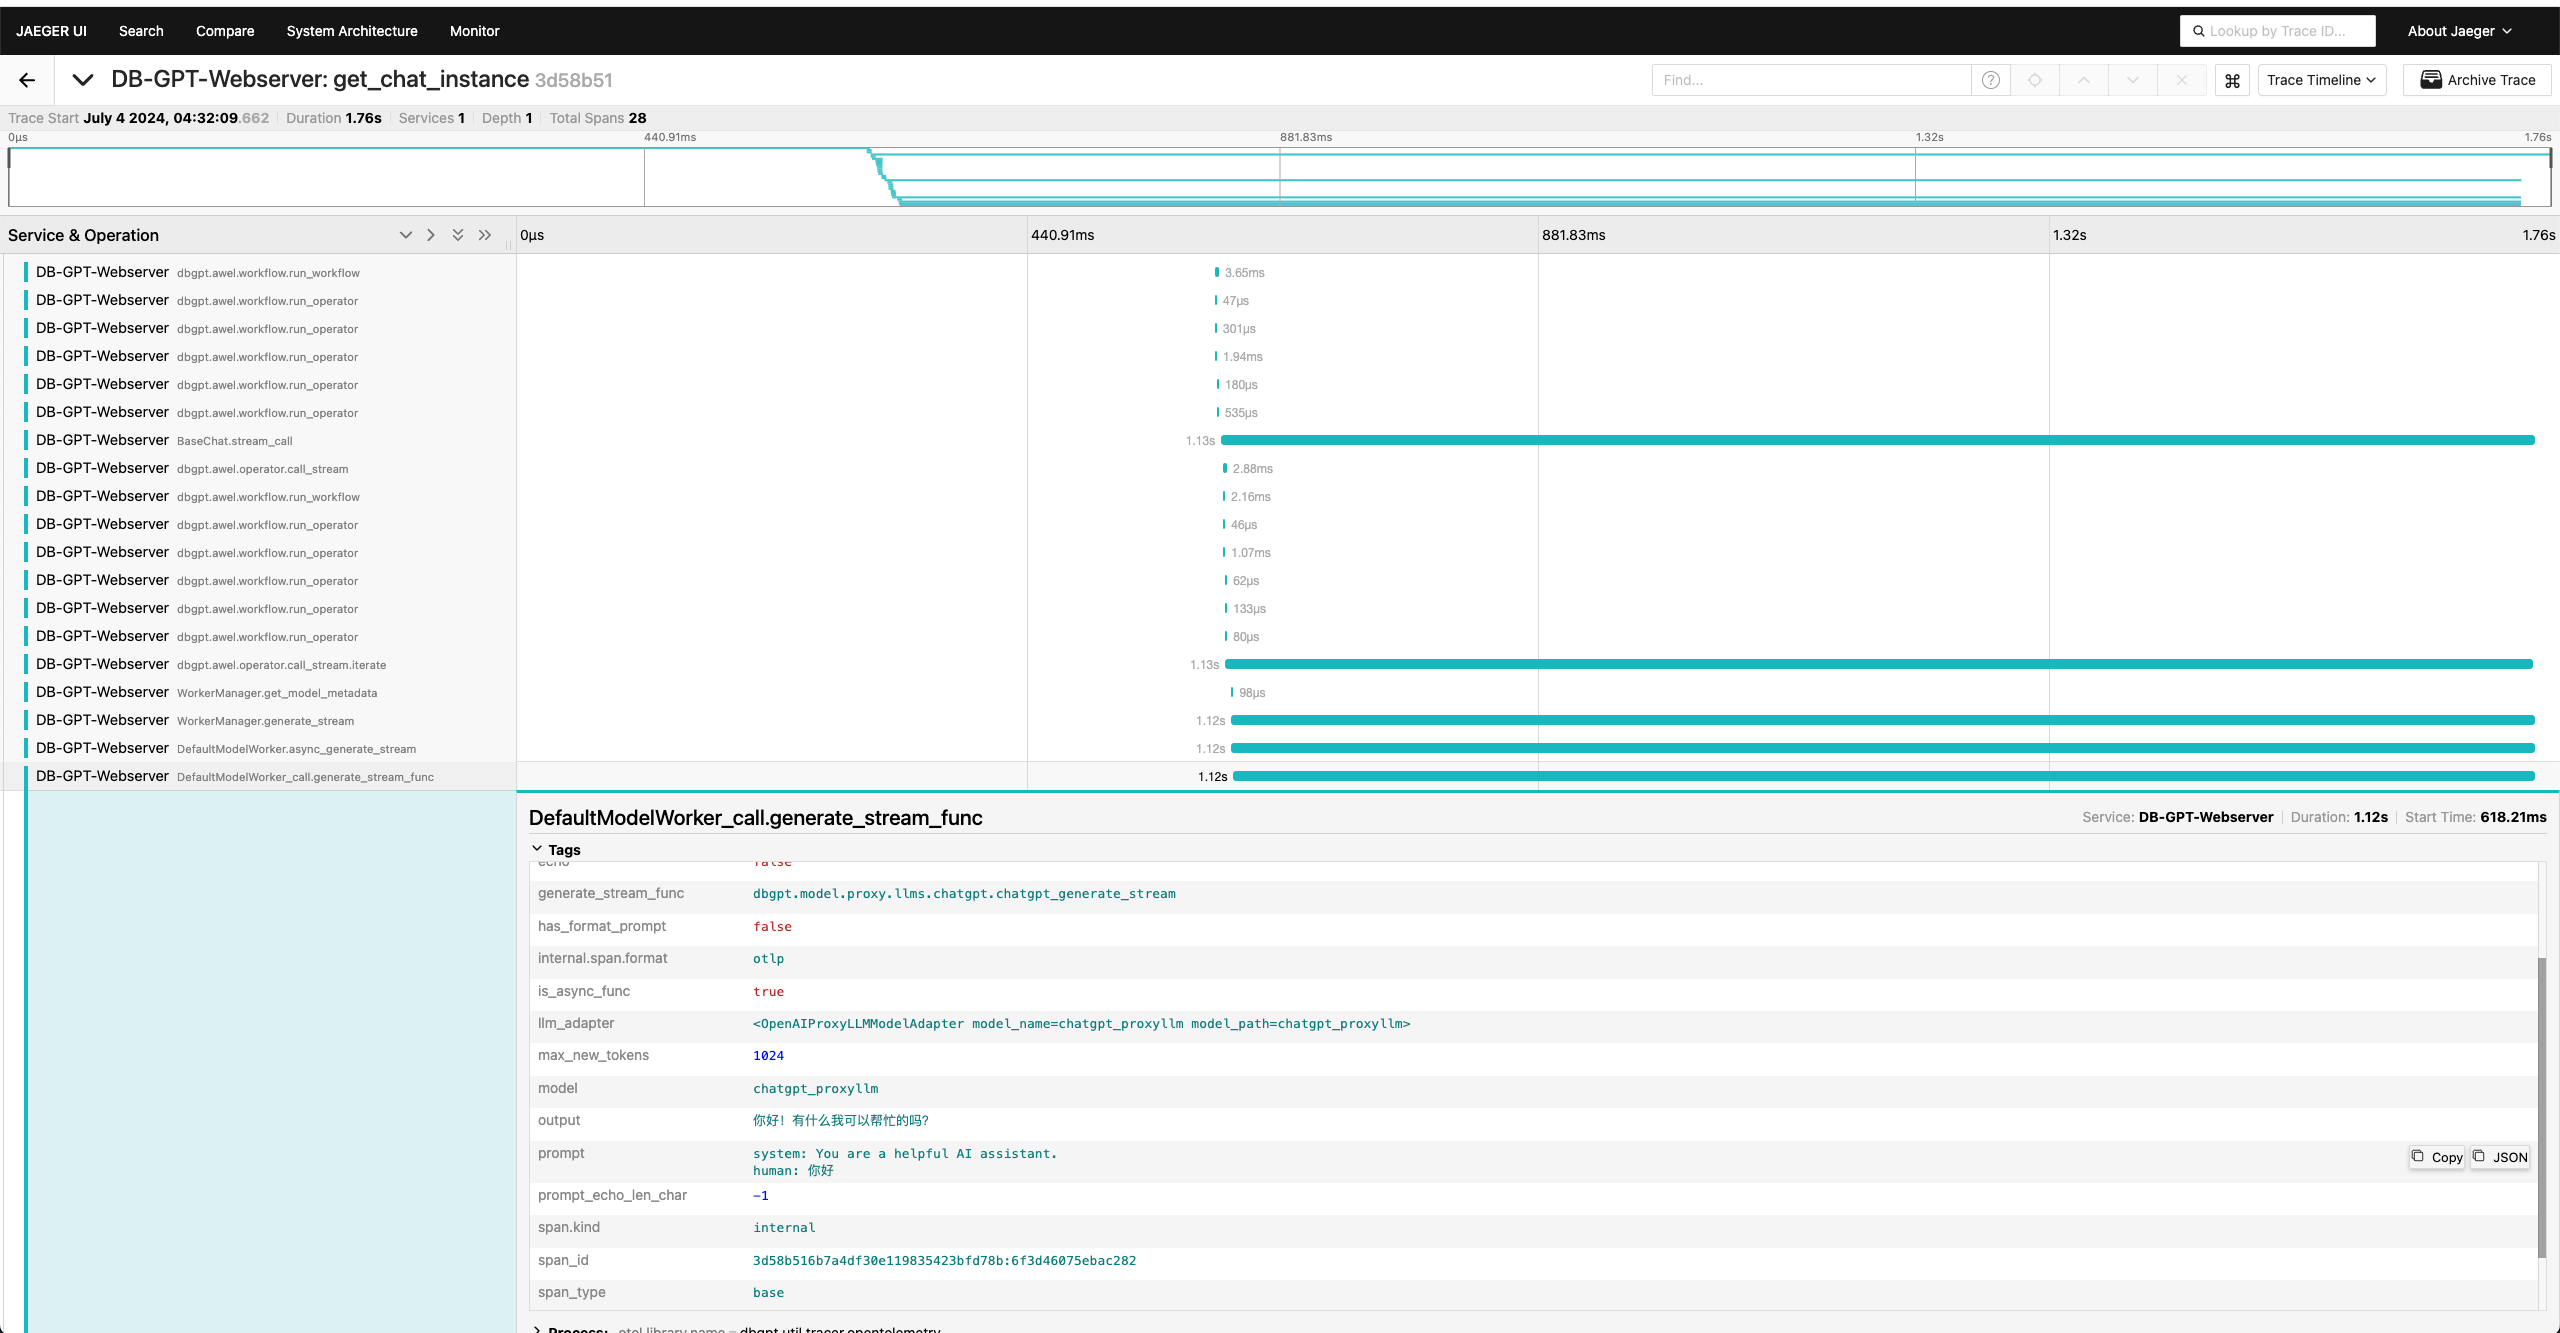 JAEGER UI Search Compare System Architecture Monitor Lookup by Trace ID... About Jaeger
DB-GPT-Webserver: get_chat_instance 3d58b51 Find... Trace Timeline Archive Trace
Trace Start July 4 2024, 04:32:09.662 Duration 1.76s Services 1 Depth 1 Total Spans 28
0μs 440.91ms 881.83ms 1.32s 1.76s
Service & Operation 0μs 440.91ms 881.83ms 1.32s 1.76s
DB-GPT-Webserver dbgpt.awel.workflow.run_workflow 3.65ms
DB-GPT-Webserver dbgpt.awel.workflow.run_operator 47μs
DB-GPT-Webserver dbgpt.awel.workflow.run_operator 301μs
DB-GPT-Webserver dbgpt.awel.workflow.run_operator 1.94ms
DB-GPT-Webserver dbgpt.awel.workflow.run_operator 180μs
DB-GPT-Webserver dbgpt.awel.workflow.run_operator 535μs
DB-GPT-Webserver BaseChat.stream_call 1.13s
DB-GPT-Webserver dbgpt.awel.operator.call_stream 2.88ms
DB-GPT-Webserver dbgpt.awel.workflow.run_workflow 2.16ms
DB-GPT-Webserver dbgpt.awel.workflow.run_operator 46μs
DB-GPT-Webserver dbgpt.awel.workflow.run_operator 1.07ms
DB-GPT-Webserver dbgpt.awel.workflow.run_operator 62μs
DB-GPT-Webserver dbgpt.awel.workflow.run_operator 133μs
DB-GPT-Webserver dbgpt.awel.workflow.run_operator 80μs
DB-GPT-Webserver dbgpt.awel.operator.call_stream.iterate 1.13s
DB-GPT-Webserver WorkerManager.get_model_metadata 98μs
DB-GPT-Webserver WorkerManager.generate_stream 1.12s
DB-GPT-Webserver DefaultModelWorker.async_generate_stream 1.12s
DB-GPT-Webserver DefaultModelWorker_call.generate_stream_func 1.12s
DefaultModelWorker_call.generate_stream_func Service: DB-GPT-Webserver Duration: 1.12s Start Time: 618.21ms
Tags
echo false
generate_stream_func dbgpt.model.proxy.llms.chatgpt.chatgpt_generate_stream
has_format_prompt false
internal.span.format otlp
is_async_func true
llm_adapter <OpenAIProxyLLMModelAdapter model_name=chatgpt_proxyllm model_path=chatgpt_proxyllm>
max_new_tokens 1024
model chatgpt_proxyllm
output 你好！有什么我可以帮忙的吗？
prompt system: You are a helpful AI assistant.
human: 你好 Copy JSON
prompt_echo_len_char -1
span.kind internal
span_id 3d58b516b7a4df30e119835423bfd78b:6f3d46075ebac282
span_type base
Process: otel.library.name = dbgpt.util.tracer.opentelemetry